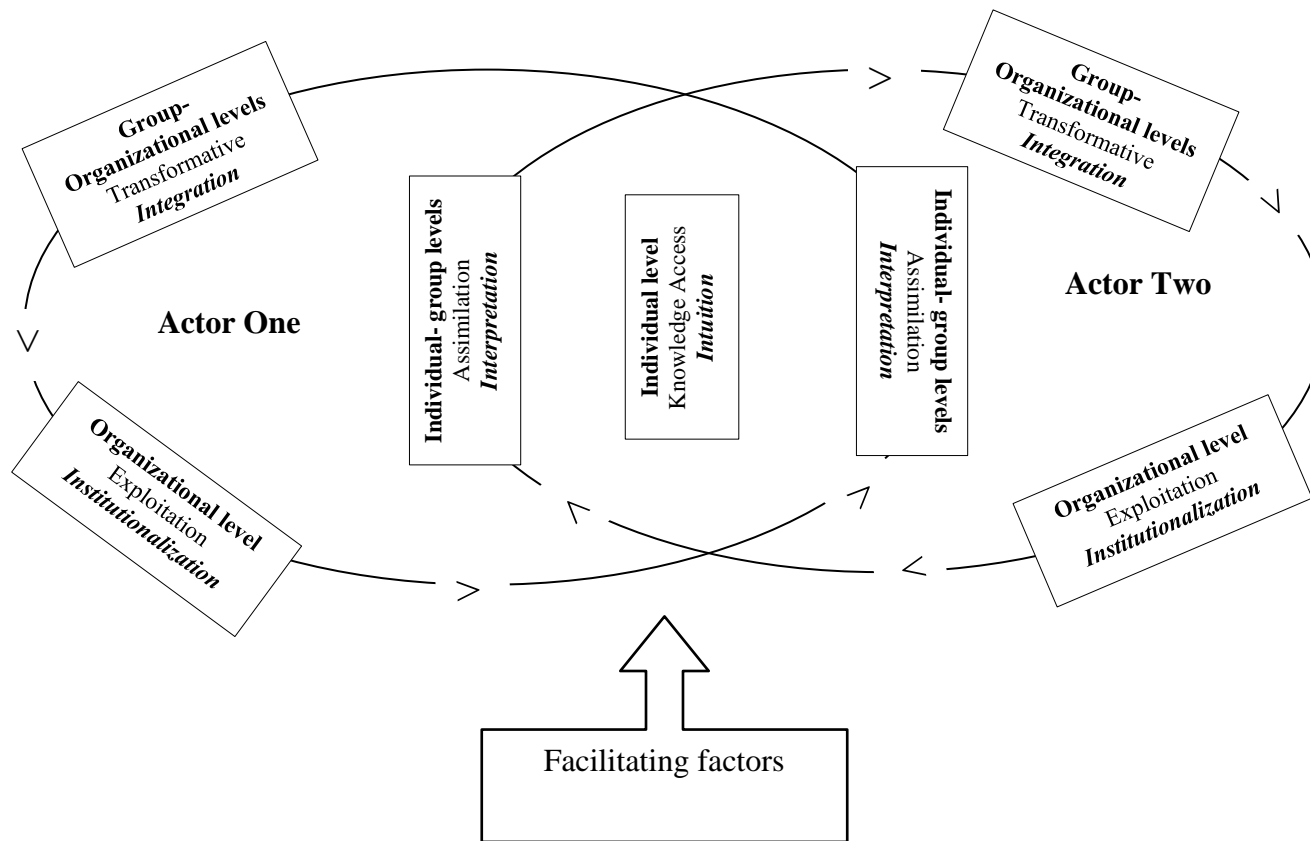 Group-
Organizational levels
Transformative
Integration
Group-
Organizational levels
Transformative
Integration
Individual- group levels
Assimilation
Interpretation
Individual level
Knowledge Access
Intuition
Individual- group levels
Assimilation
Interpretation
Actor One
Actor Two
Organizational level
Exploitation
Institutionalization
Organizational level
Exploitation
Institutionalization
Facilitating factors